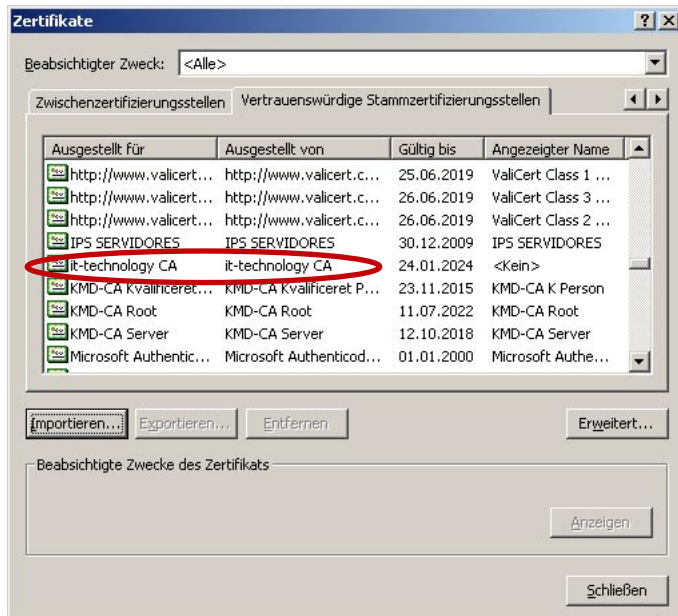 Zertifikate
Beabsichtigter Zweck: <Alle>
Zwischenzertifizierungsstellen Vertrauenswürdige Stammzertifizierungsstellen
Ausgestellt für Ausgestellt von Gültig bis Angezeigter Name
http://www.valicert... http://www.valicert.c... 25.06.2019 ValiCert Class 1 ...
http://www.valicert... http://www.valicert.c... 26.06.2019 ValiCert Class 3 ...
http://www.valicert... http://www.valicert.c... 26.06.2019 ValiCert Class 2 ...
IPS SERVIDORES IPS SERVIDORES 30.12.2009 IPS SERVIDORES
it-technology CA it-technology CA 24.01.2024 <Kein>
KMD-CA Kvalificeret... KMD-CA Kvalificeret P... 23.11.2015 KMD-CA K Person
KMD-CA Root KMD-CA Root 11.07.2022 KMD-CA Root
KMD-CA Server KMD-CA Server 12.10.2018 KMD-CA Server
Microsoft Authentic... Microsoft Authenticod... 01.01.2000 Microsoft Authe...
Importieren... Exportieren... Entfernen Erweitert...
Beabsichtigte Zwecke des Zertifikats
Anzeigen
Schließen